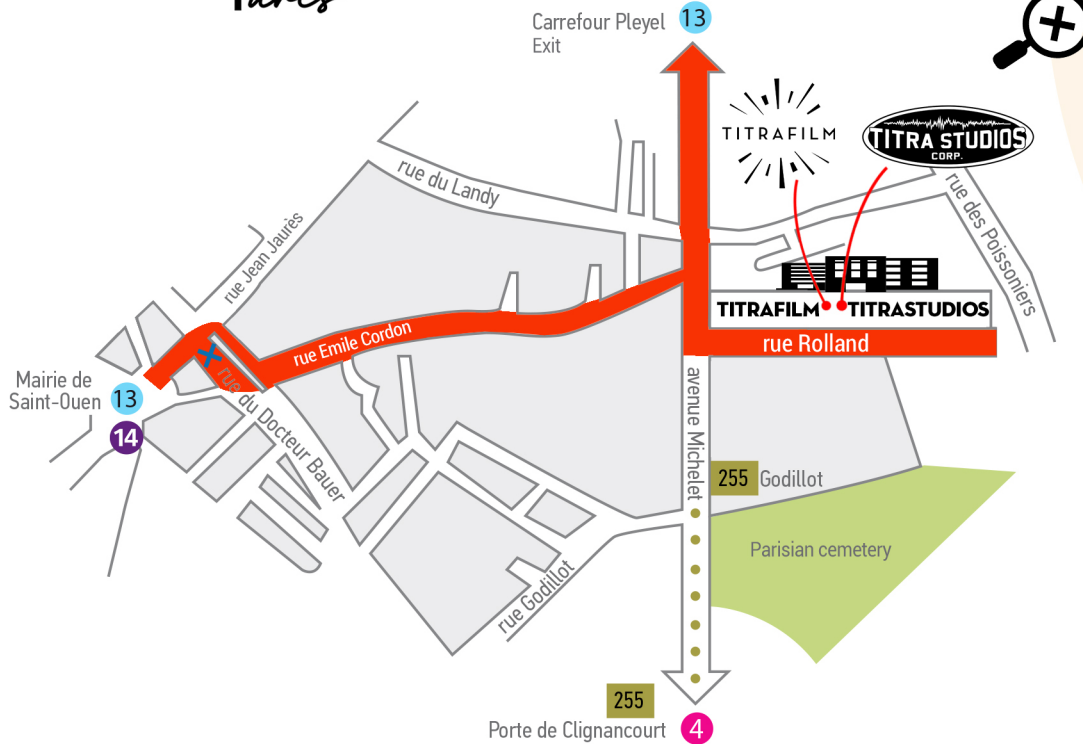 Paris
Carrefour Pleyel
Exit
13
TITRAFILM
TITRA STUDIOS
CORP.
rue du Landy
rue des Poissoniers
rue Jean Jaurès
TITRAFILM
TITRASTUDIOS
rue Emile Cordon
rue Rolland
Mairie de
Saint-Ouen
13
14
rue du Docteur Bauer
avenue Michelet
255
Godillot
Parisian cemetery
rue Godillot
255
Porte de Clignancourt
4